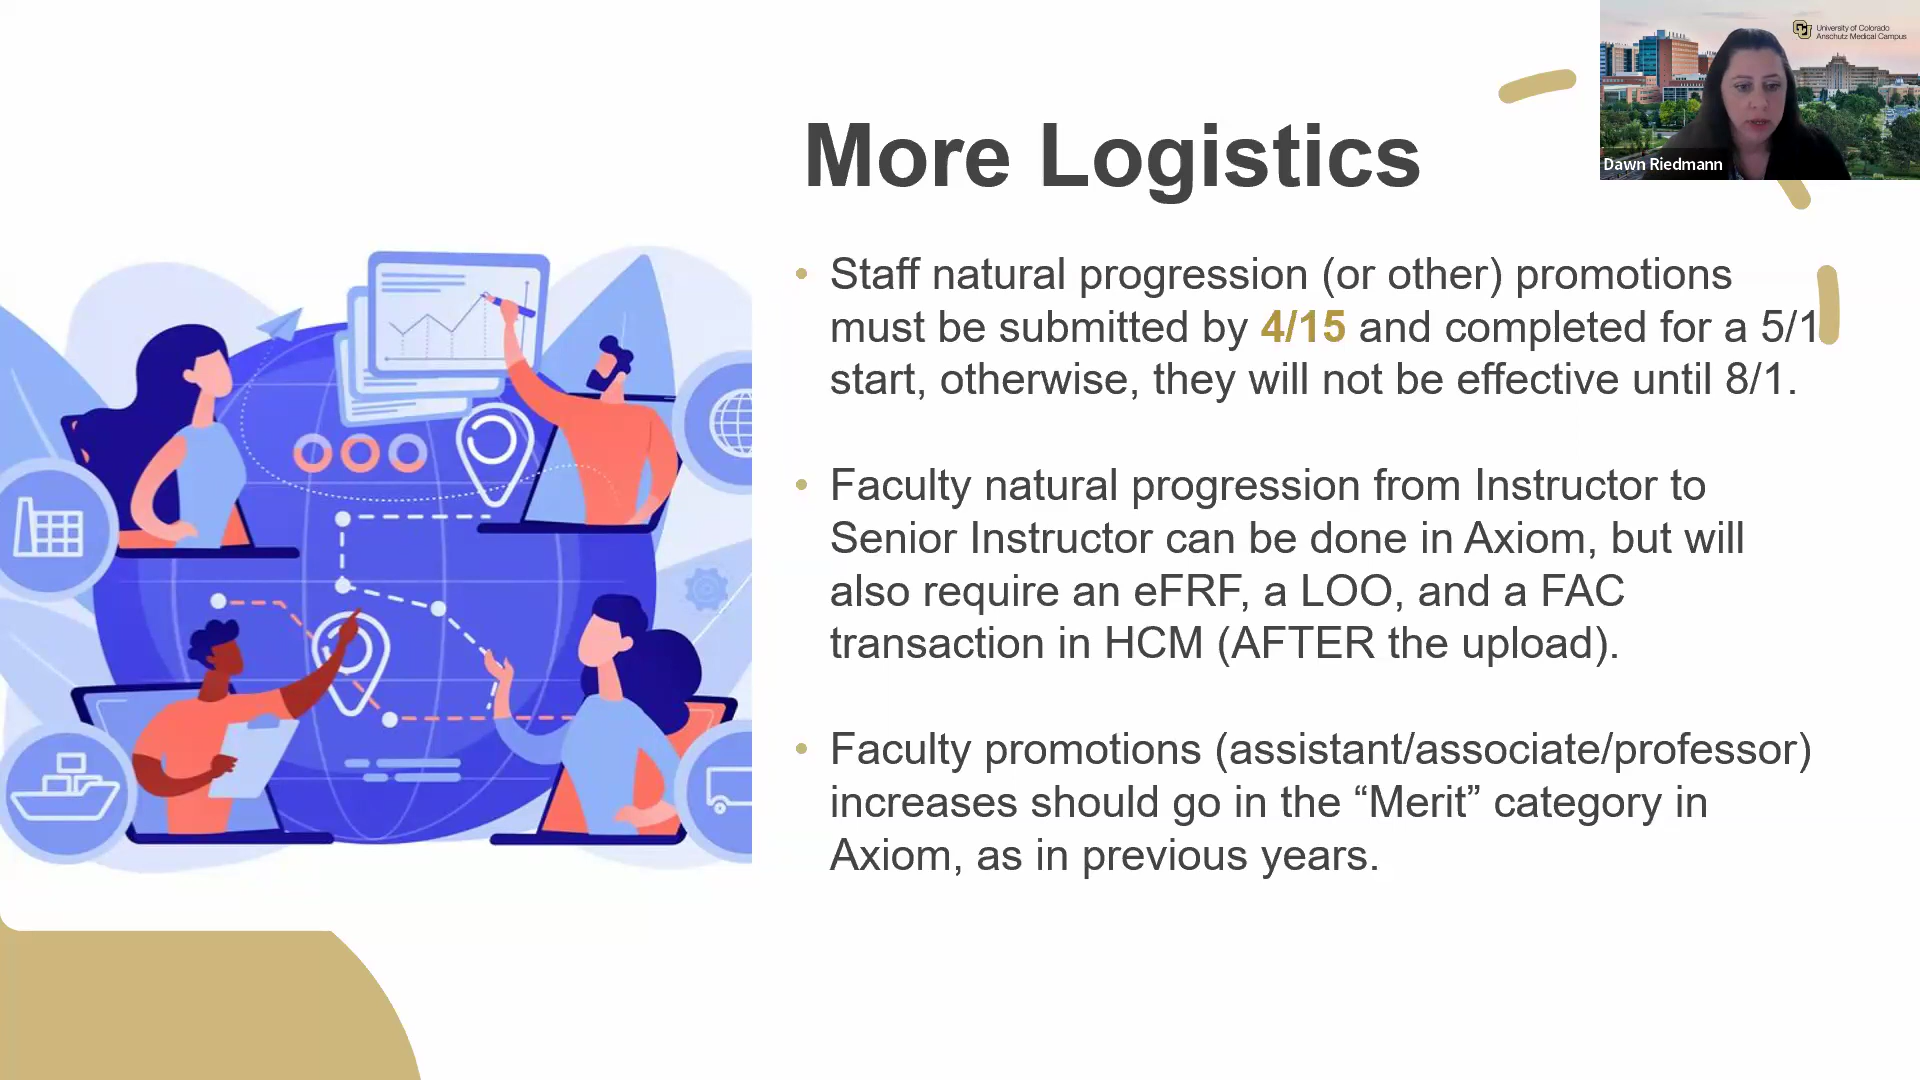 University of Colorado
Anschutz Medical Campus
Dawn Riedmann
More Logistics
• Staff natural progression (or other) promotions
must be submitted by 4/15 and completed for a 5/1
start, otherwise, they will not be effective until 8/1.
• Faculty natural progression from Instructor to
Senior Instructor can be done in Axiom, but will
also require an eFRF, a LOO, and a FAC
transaction in HCM (AFTER the upload).
• Faculty promotions (assistant/associate/professor)
increases should go in the “Merit” category in
Axiom, as in previous years.